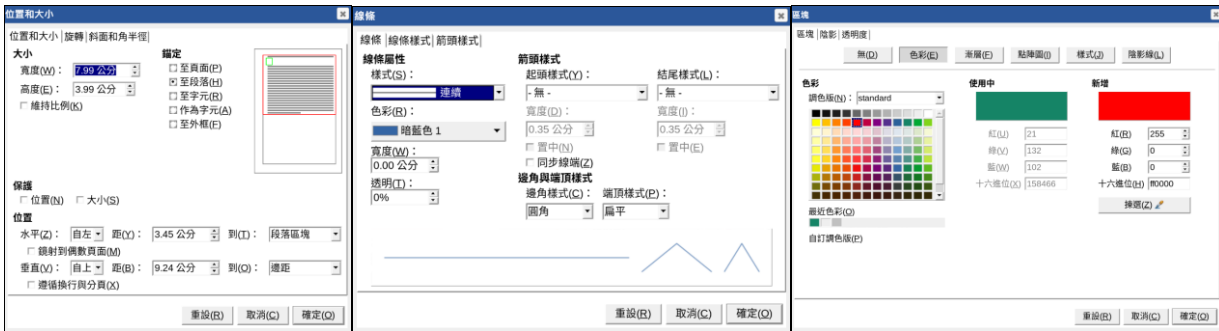 位置和大小
位置和大小 旋轉 斜面和角半徑
大小
寬度(W)： 7.99 公分
高度(E)： 3.99 公分
維持比例(K)
錨定
至頁面(P)
至段落(H)
至字元(R)
作為字元(A)
至外框(F)
保護
位置(N) 大小(S)
位置
水平(Z)： 自左 距(Y)： 3.45 公分 到(T)： 段落區塊
鏡射到偶數頁面(M)
垂直(V)： 自上 距(B)： 9.24 公分 到(O)： 邊距
遵循換行與分頁(X)
重設(R) 取消(C) 確定(O)
線條
線條 線條樣式 箭頭樣式
線條屬性
樣式(S)：
連續
色彩(R)：
暗藍色 1
寬度(W)：
0.00 公分
透明(T)：
0%
箭頭樣式
起頭樣式(Y)： 結尾樣式(L)：
- 無 - - 無 -
寬度(D)： 寬度(I)：
0.35 公分 0.35 公分
置中(N) 置中(E)
同步線端(Z)
邊角與端頂樣式
邊角樣式(C)： 端頂樣式(P)：
圓角 扁平
重設(R) 取消(C) 確定(O)
區塊
區塊 陰影 透明度
無(D) 色彩(E) 漸層(F) 點陣圖(I) 樣式(J) 陰影線(L)
色彩
調色版(N)： standard
最近色彩(O)
自訂調色版(P)
使用中
紅(U) 21
綠(V) 132
藍(W) 102
十六進位(X) 158466
新增
紅(R) 255
綠(G) 0
藍(B) 0
十六進位(H) ff0000
揀選(Z)
重設(R) 取消(C) 確定(O)